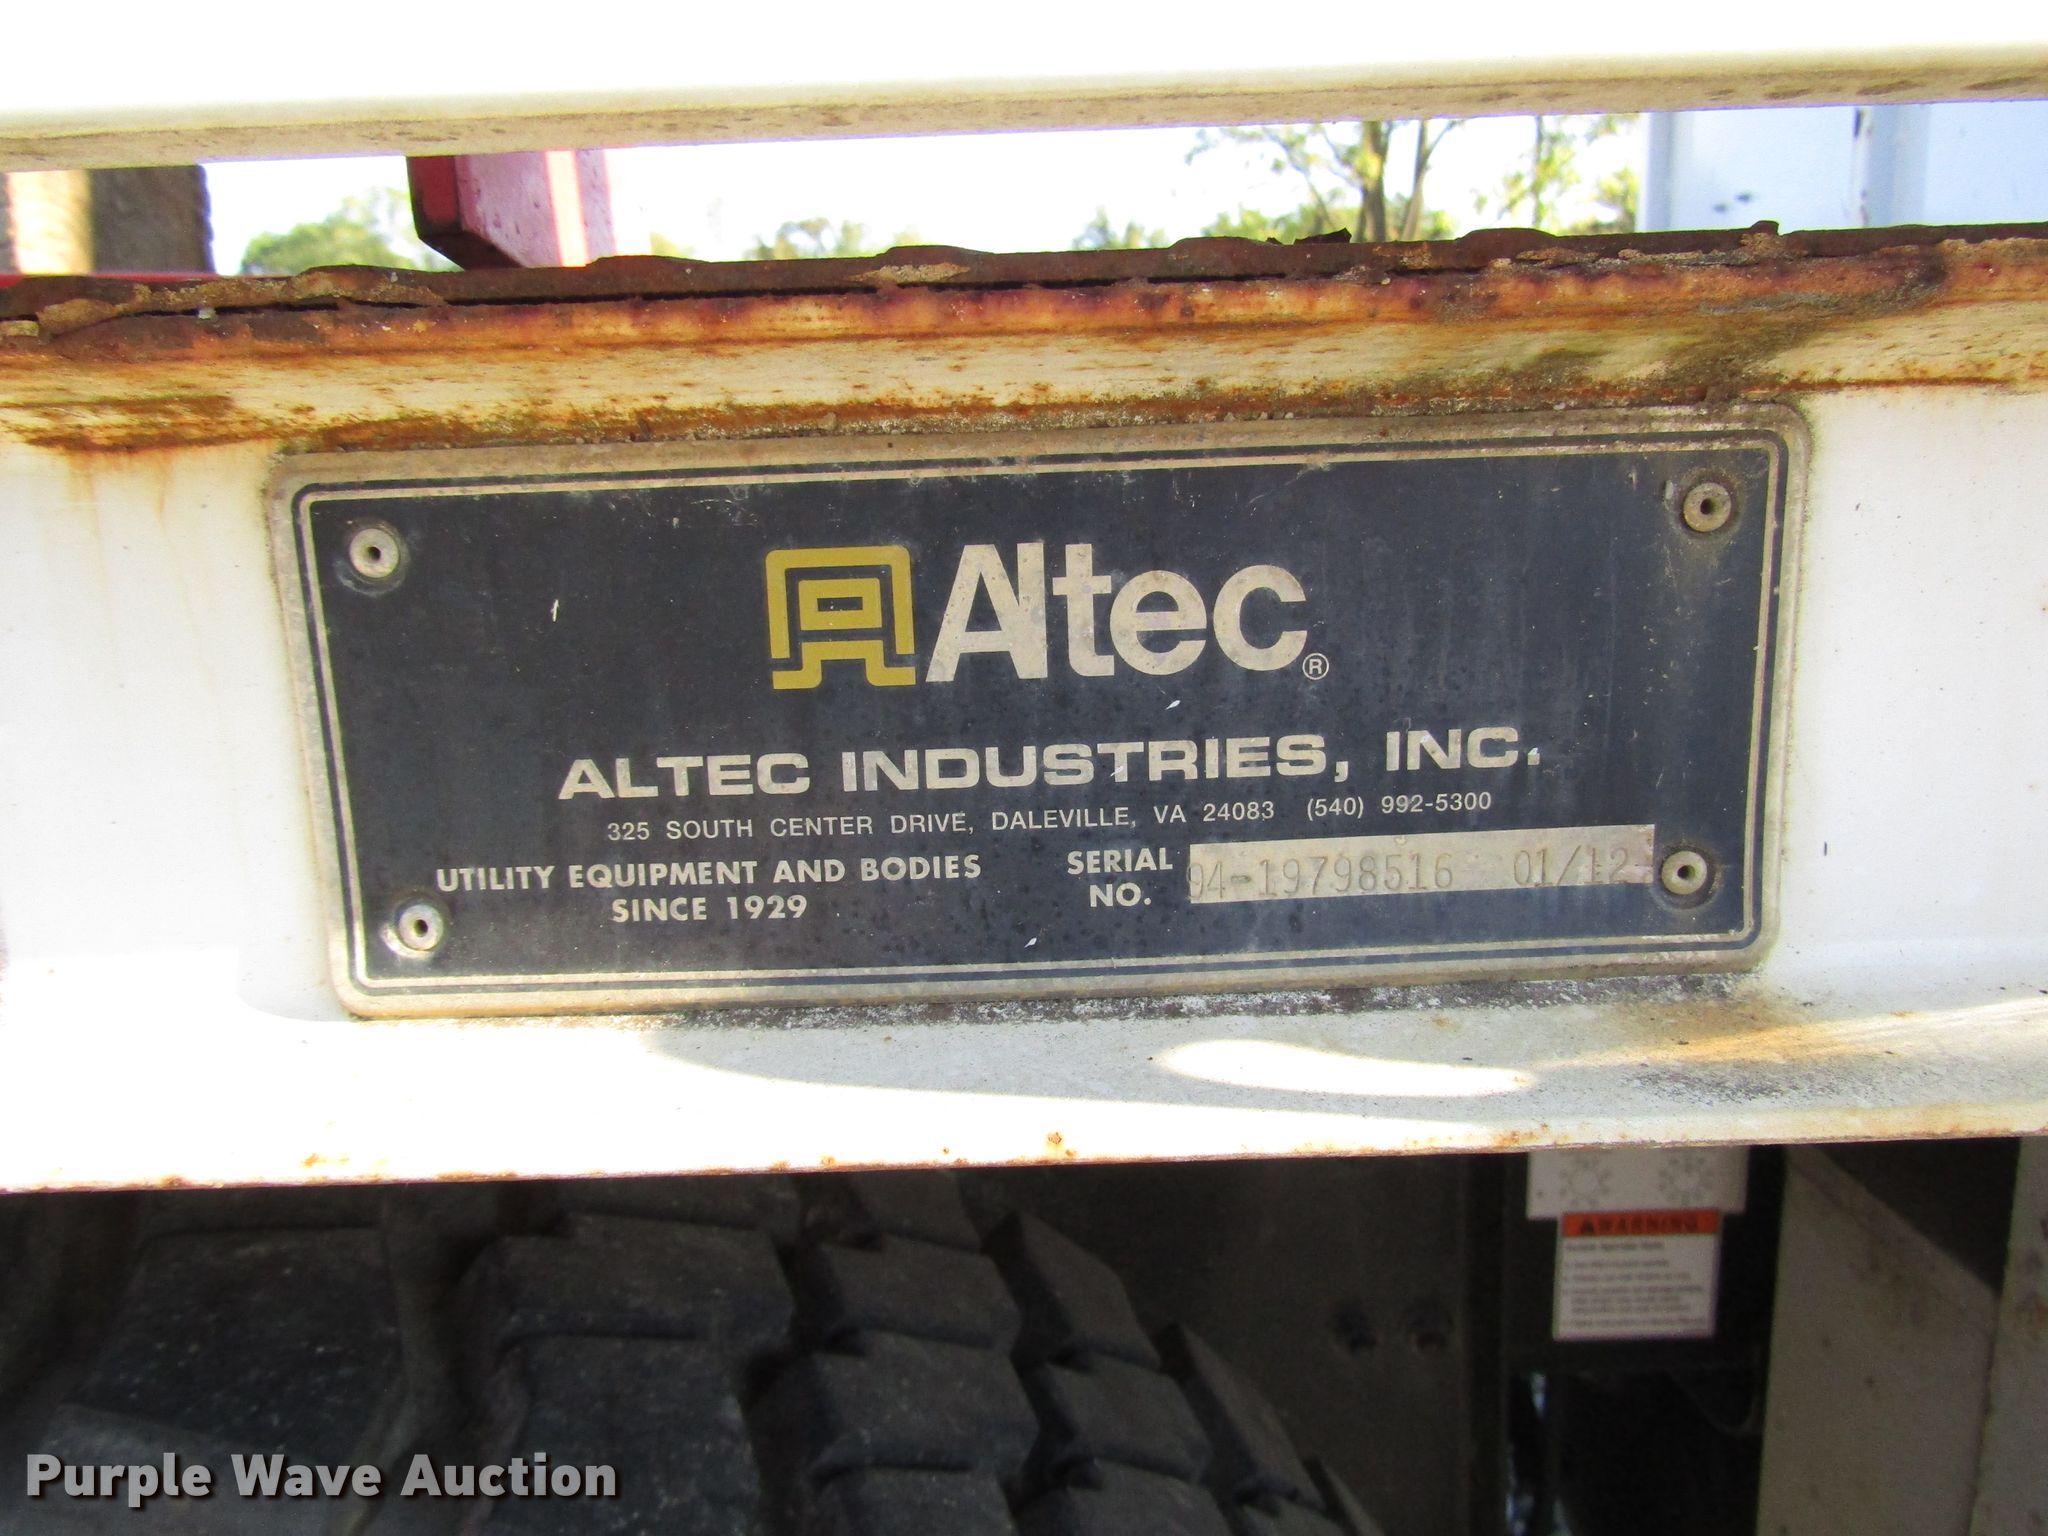 Altec®
ALTEC INDUSTRIES, INC.
325 SOUTH CENTER DRIVE, DALEVILLE, VA 24083 (540) 992-5300
UTILITY EQUIPMENT AND BODIES
SINCE 1929
SERIAL
NO.
94-19798516 01/12
WARNING
Purple Wave Auction